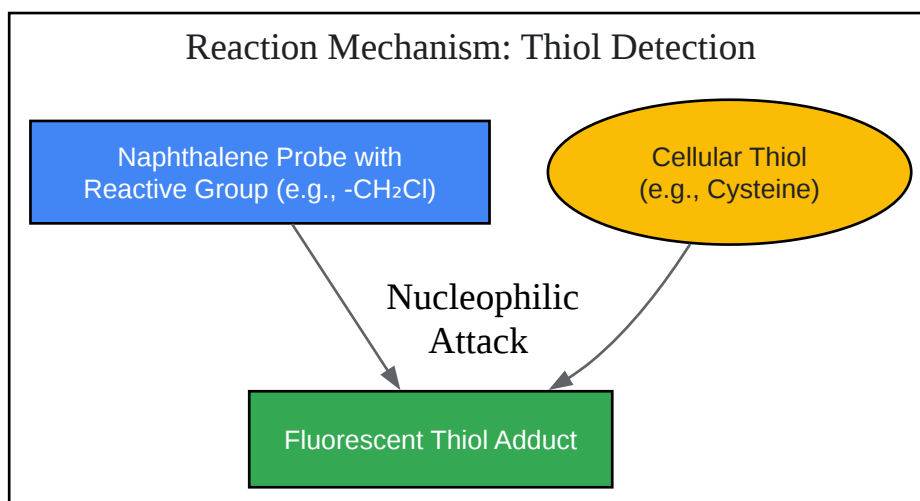 Reaction Mechanism: Thiol Detection
Naphthalene Probe with
Reactive Group (e.g., -CH₂Cl)
Cellular Thiol
(e.g., Cysteine)
Nucleophilic
Attack
Fluorescent Thiol Adduct